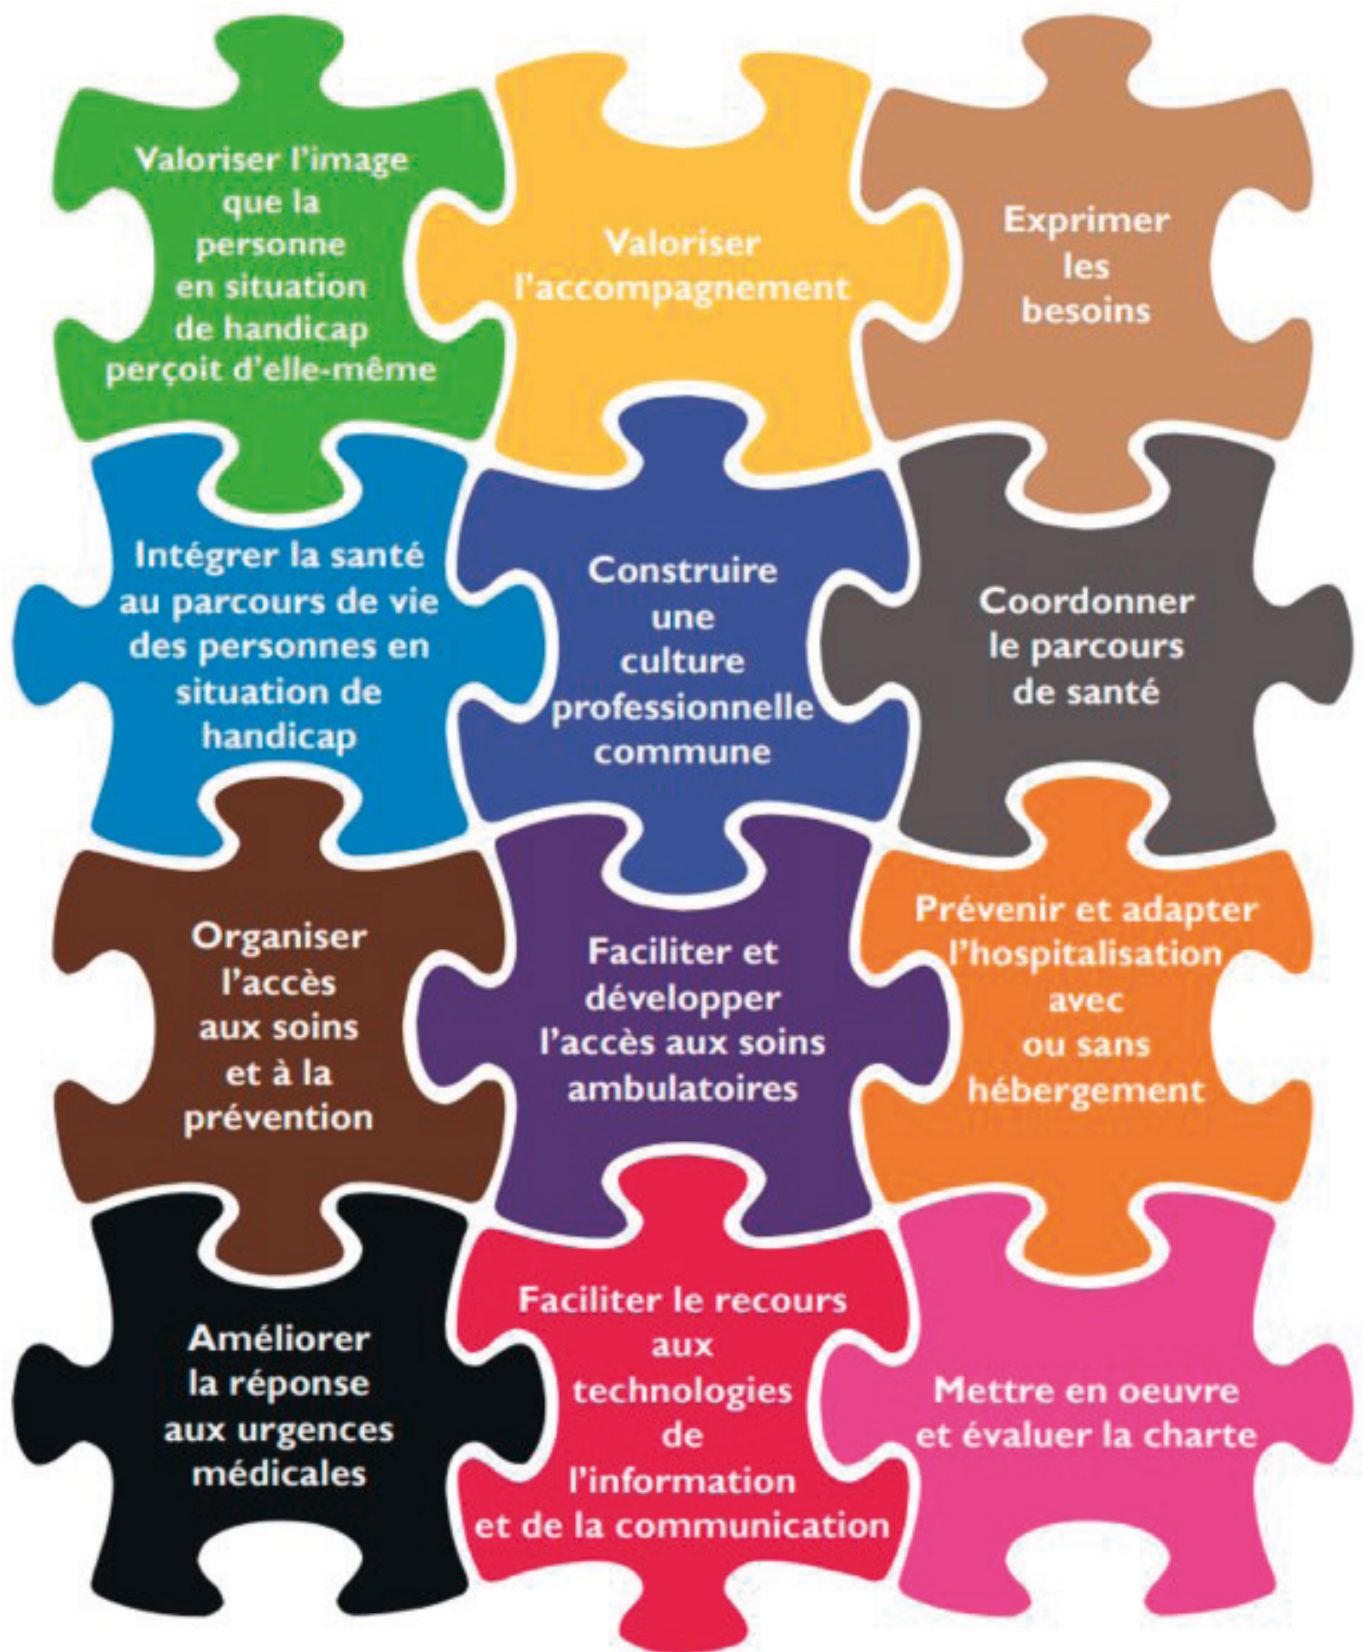 Valoriser l'image
que la
personne
en situation
de handicap
perçoit d'elle-même
Valoriser
l'accompagnement
Exprimer
les
besoins
Intégrer la santé
au parcours de vie
des personnes en
situation de
handicap
Construire
une
culture
professionnelle
commune
Coordonner
le parcours
de santé
Organiser
l'accès
aux soins
et à la
prévention
Faciliter et
développer
l'accès aux soins
ambulatoires
Prévenir et adapter
l'hospitalisation
avec
ou sans
hébergement
Améliorer
la réponse
aux urgences
médicales
Faciliter le recours
aux
technologies
de
l'information
et de la communication
Mettre en oeuvre
et évaluer la charte